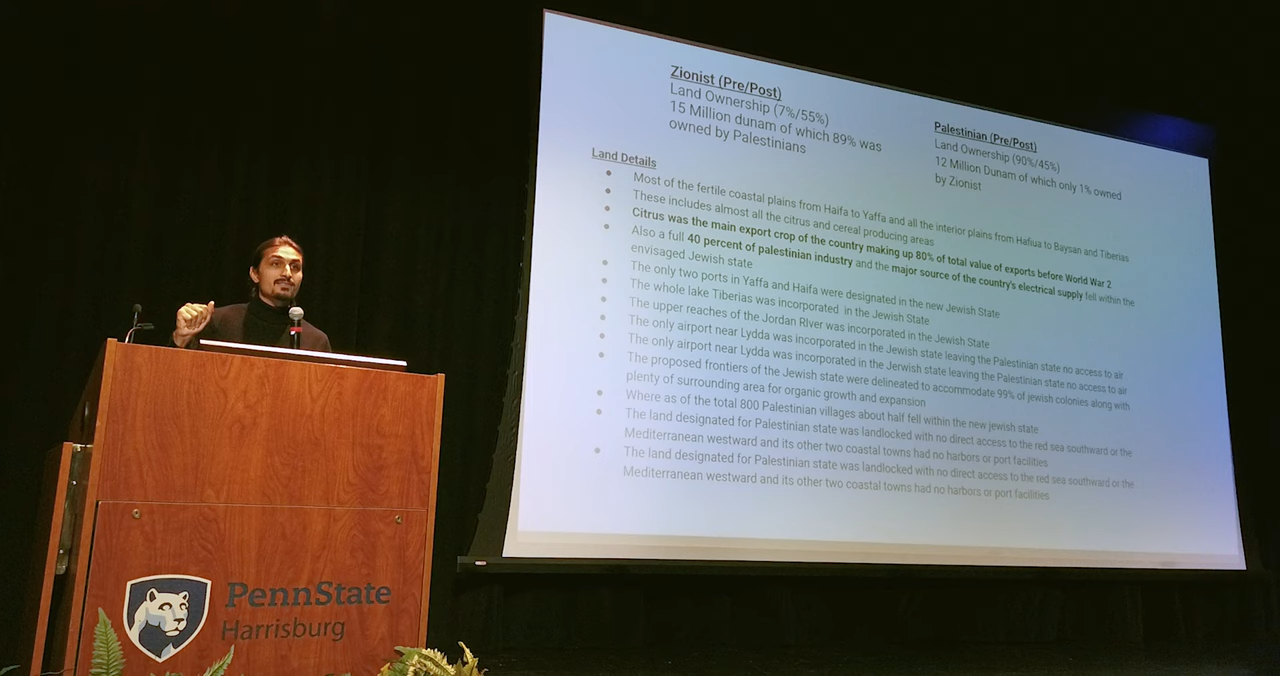 Zionist (Pre/Post)
Land Ownership (7%/55%)
15 Million dunam of which 89% was
owned by Palestinians
Palestinian (Pre/Post)
Land Ownership (90%/45%)
12 Million Dunam of which only 1% owned
by Zionist
Land Details
Most of the fertile coastal plains from Haifa to Yaffa and all the interior plains from Hafiua to Baysan and Tiberias
These includes almost all the citrus and cereal producing areas
Citrus was the main export crop of the country making up 80% of total value of exports before World War 2
Also a full 40 percent of palestinian industry and the major source of the country's electrical supply fell within the
envisaged Jewish state
The only two ports in Yaffa and Haifa were designated in the new Jewish State
The whole lake Tiberias was incorporated in the Jewish State
The upper reaches of the Jordan RIver was incorporated in the Jewish State
The only airport near Lydda was incorporated in the Jewish state leaving the Palestinian state no access to air
The only airport near Lydda was incorporated in the Jerwish state leaving the Palestinian state no access to air
The proposed frontiers of the Jewish state were delineated to accommodate 99% of jewish colonies along with
plenty of surrounding area for organic growth and expansion
Where as of the total 800 Palestinian villages about half fell within the new jewish state
The land designated for Palestinian state was landlocked with no direct access to the red sea southward or the
Mediterranean westward and its other two coastal towns had no harbors or port facilities
The land designated for Palestinian state was landlocked with no direct access to the red sea southward or the
Mediterranean westward and its other two coastal towns had no harbors or port facilities
PennState
Harrisburg